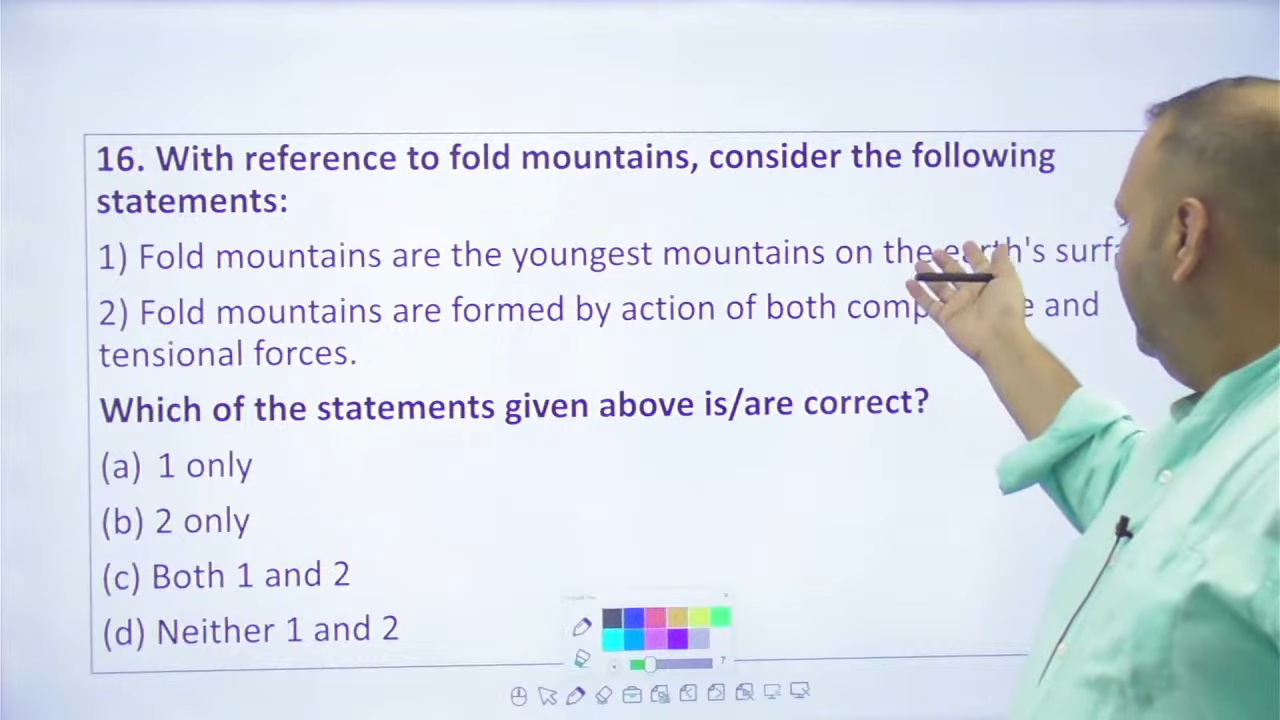 16. With reference to fold mountains, consider the following
statements:
1) Fold mountains are the youngest mountains on the earth's
2) Fold mountains are formed by action of both and
tensional forces.
Which of the statements given above is/are correct?
(a) 1 only
(b) 2 only
(c) Both 1 and 2
(d) Neither 1 and 2
7